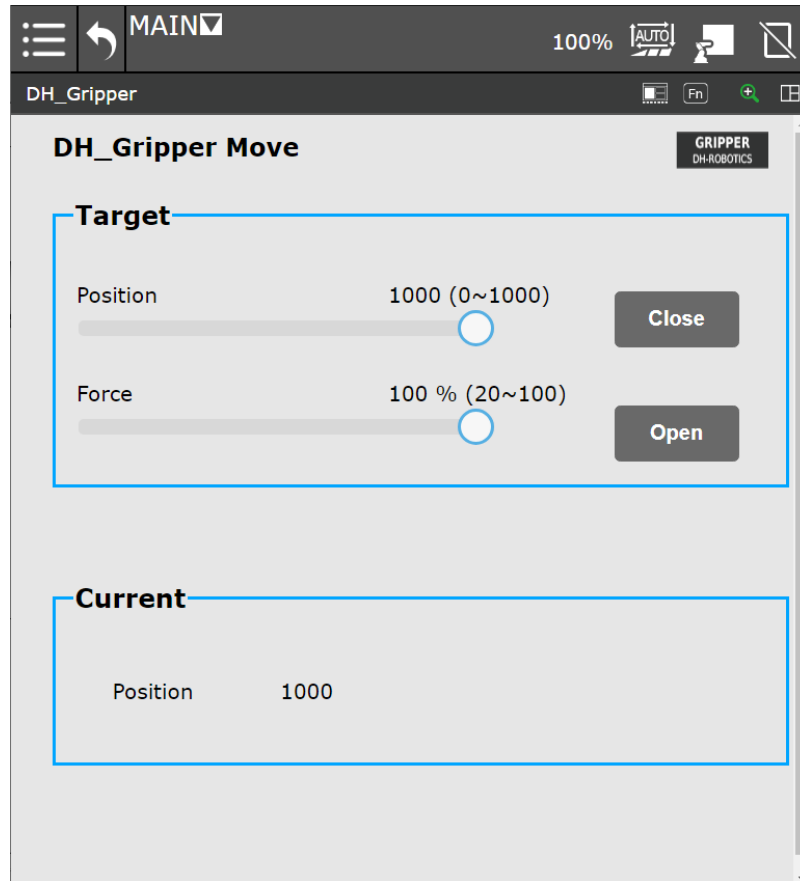 MAIN
100% AUTO
DH_Gripper Fn
DH_Gripper Move
GRIPPER
DH-ROBOTICS
Target
Position 1000 (0~1000)
Close
Force 100 % (20~100)
Open
Current
Position 1000